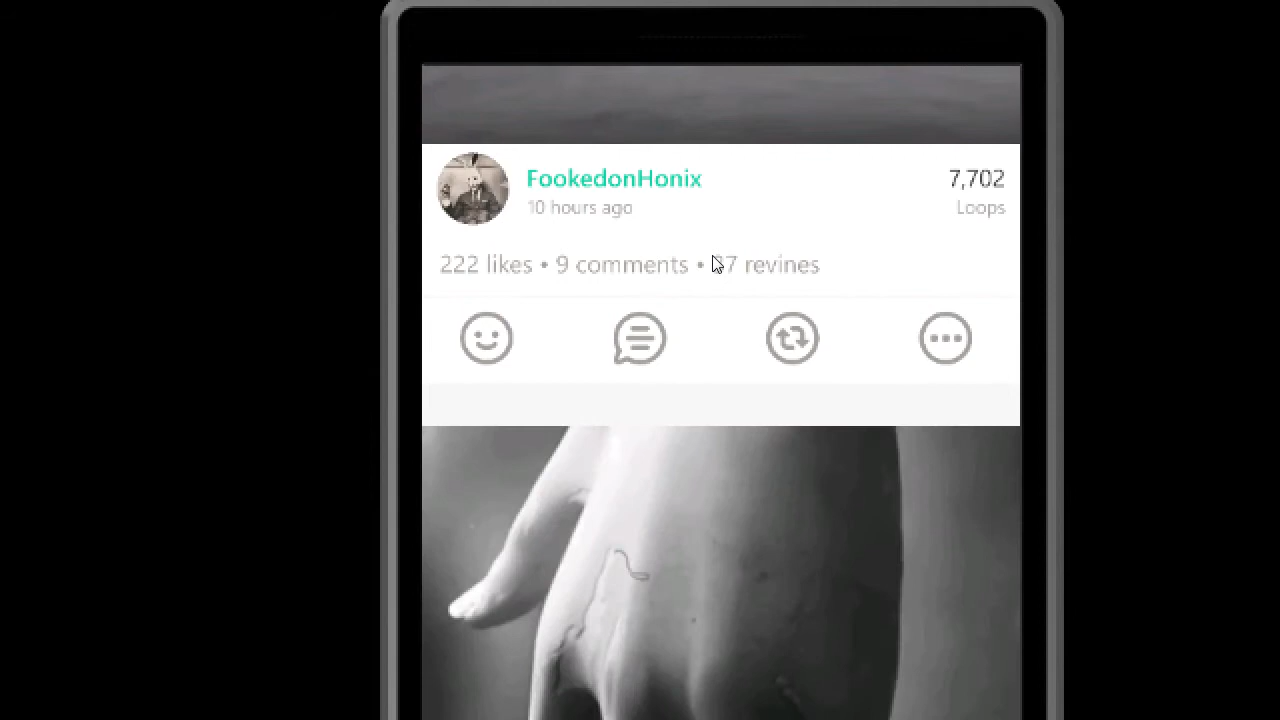 FookedonHonix
7,702
10 hours ago
Loops
222 likes • 9 comments • revines